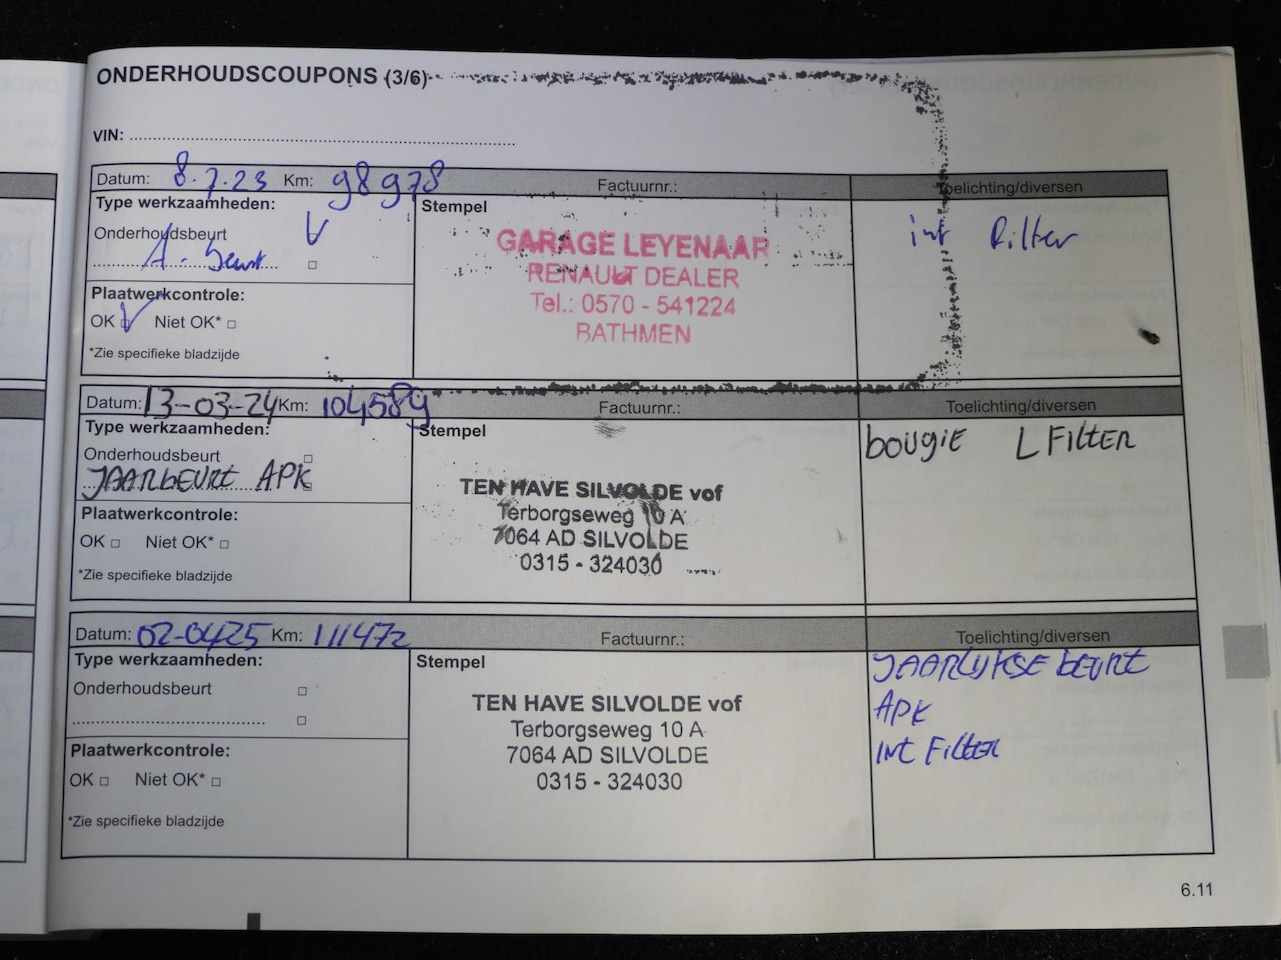 ONDERHOUDSCOUPONS (3/6)
VIN:
Datum: 8.7.23 Km: 98978 Factuurnr.: Toelichting/diversen
Type werkzaamheden:
Onderhoudsbeurt
A. beurt
Plaatwerkcontrole:
OK Niet OK*
*Zie specifieke bladzijde
Stempel
GARAGE LEYENAAR
RENAULT DEALER
Tel.: 0570 - 541224
BATHMEN
int filter
Datum: 13-03-24 Km: 104589 Factuurnr.: Toelichting/diversen
Type werkzaamheden:
Onderhoudsbeurt
JAARBEURT APK
Plaatwerkcontrole:
OK Niet OK*
*Zie specifieke bladzijde
Stempel
TEN HAVE SILVOLDE vof
Terborgseweg 10 A
7064 AD SILVOLDE
0315 - 324030
bougie L Filter
Datum: 02-0425 Km: 111472 Factuurnr.: Toelichting/diversen
Type werkzaamheden:
Onderhoudsbeurt
Plaatwerkcontrole:
OK Niet OK*
*Zie specifieke bladzijde
Stempel
TEN HAVE SILVOLDE vof
Terborgseweg 10 A
7064 AD SILVOLDE
0315 - 324030
JAARLIJKSE beurt
APK
INT Filter
6.11